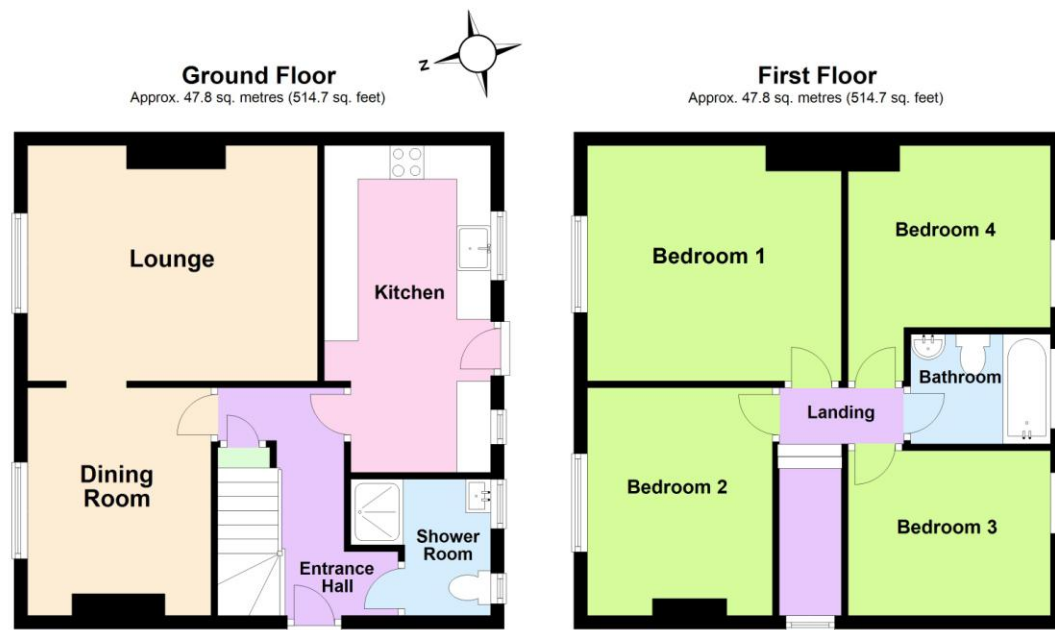 Ground Floor
Approx. 47.8 sq. metres (514.7 sq. feet)
Lounge
Kitchen
Dining
Room
Shower
Room
Entrance
Hall
N
First Floor
Approx. 47.8 sq. metres (514.7 sq. feet)
Bedroom 1
Bedroom 4
Bathroom
Landing
Bedroom 2
Bedroom 3